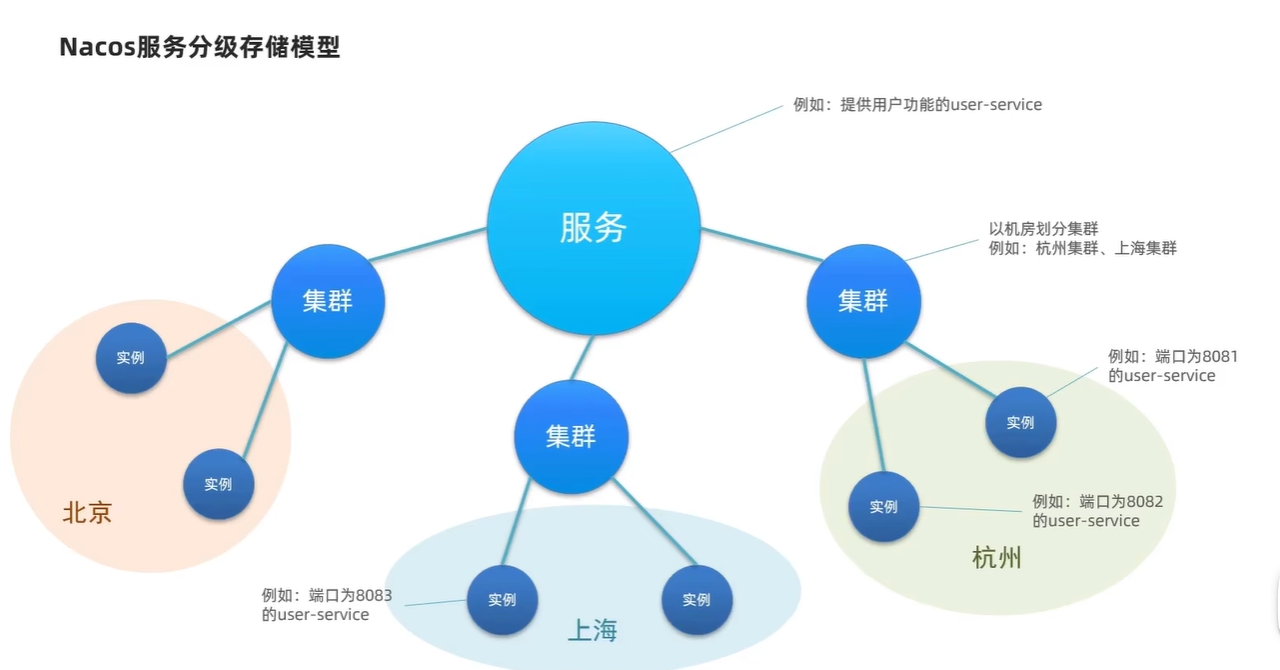 Nacos服务分级存储模型
例如：提供用户功能的user-service
服务
以机房划分集群
例如：杭州集群、上海集群
集群
集群
实例
例如：端口为8081
的user-service
实例
集群
实例
北京
实例
例如：端口为8082
的user-service
杭州
例如：端口为8083
的user-service
实例
实例
上海